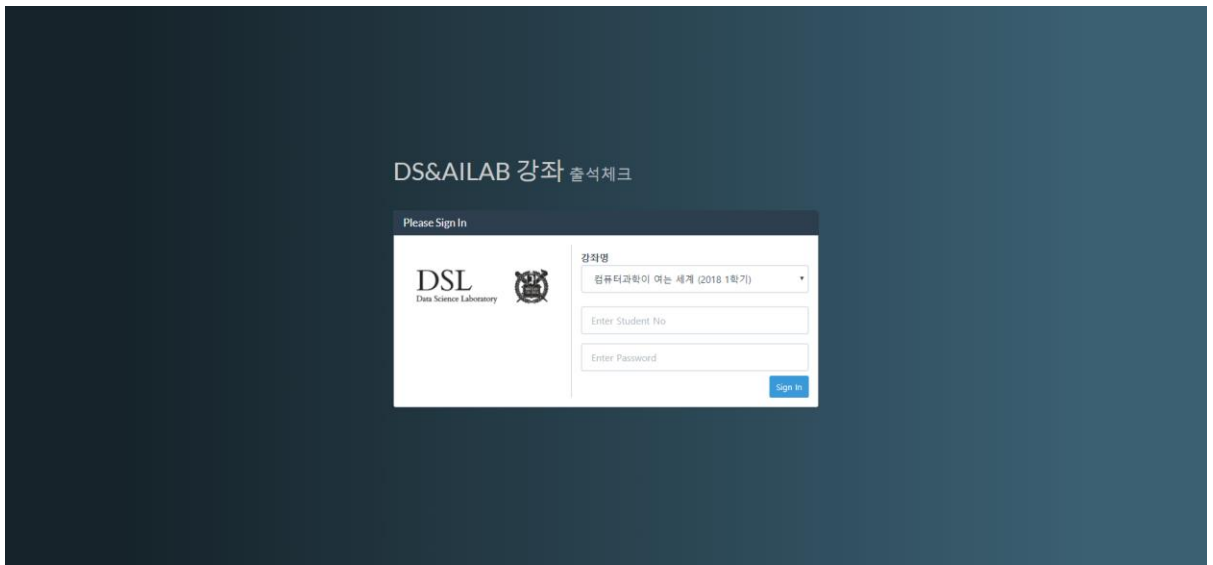 DS&AILAB 강좌 출석체크
Please Sign In
DSL
Data Science Laboratory
강좌명
컴퓨터과학이 여는 세계 (2018 1학기)
Enter Student No
Enter Password
Sign In